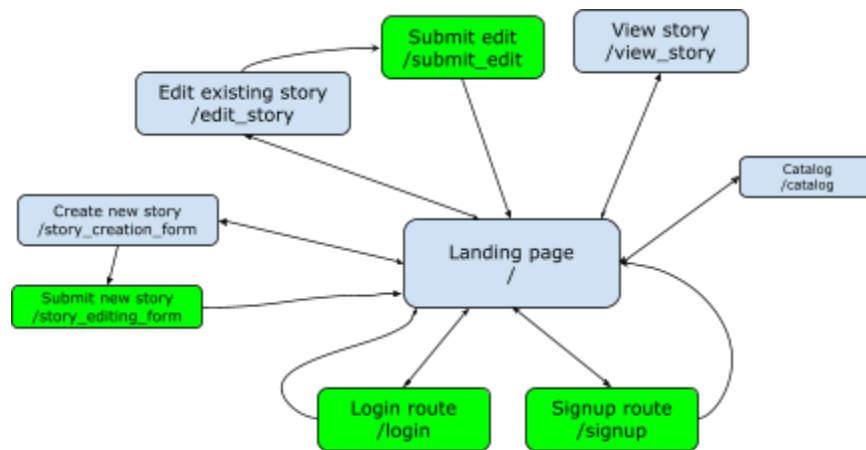 Submit edit
/submit_edit
View story
/view_story
Edit existing story
/edit_story
Catalog
/catalog
Create new story
/story_creation_form
Landing page
/
Submit new story
/story_editing_form
Login route
/login
Signup route
/signup